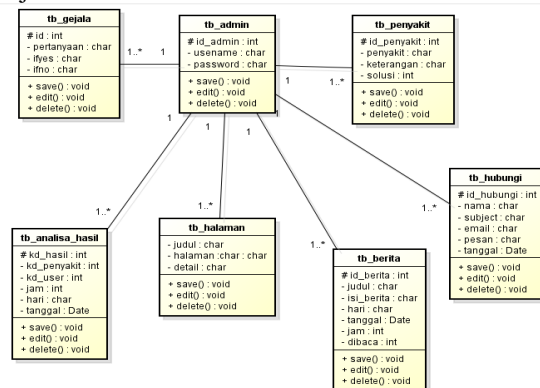 tb_gejala
# id : int
- pertanyaan : char
- ifyes : char
- ifno : char
+ save() : void
+ edit() : void
+ delete() : void
1..*
1
tb_admin
# id_admin : int
- usename : char
- password : char
+ save() : void
+ edit() : void
+ delete() : void
1
1..*
tb_penyakit
# id_penyakit : int
- penyakit : char
- keterangan : char
- solusi : int
+ save() : void
+ edit() : void
+ delete() : void
1
1
1
1
1..*
1..*
1..*
1..*
tb_analisa_hasil
# kd_hasil : int
- kd_penyakit : int
- kd_user : int
- jam : int
- hari : char
- tanggal : Date
+ save() : void
+ edit() : void
+ delete() : void
tb_halaman
- judul : char
- halaman :char : char
- detail : char
+ save() : void
+ edit() : void
+ delete() : void
tb_berita
# id_berita : int
- judul : char
- isi_berita : char
- hari : char
- tanggal : Date
- jam : int
- dibaca : int
+ save() : void
+ edit() : void
+ delete() : void
tb_hubungi
# id_hubungi : int
- nama : char
- subject : char
- email : char
- pesan : char
- tanggal : Date
+ save() : void
+ edit() : void
+ delete() : void